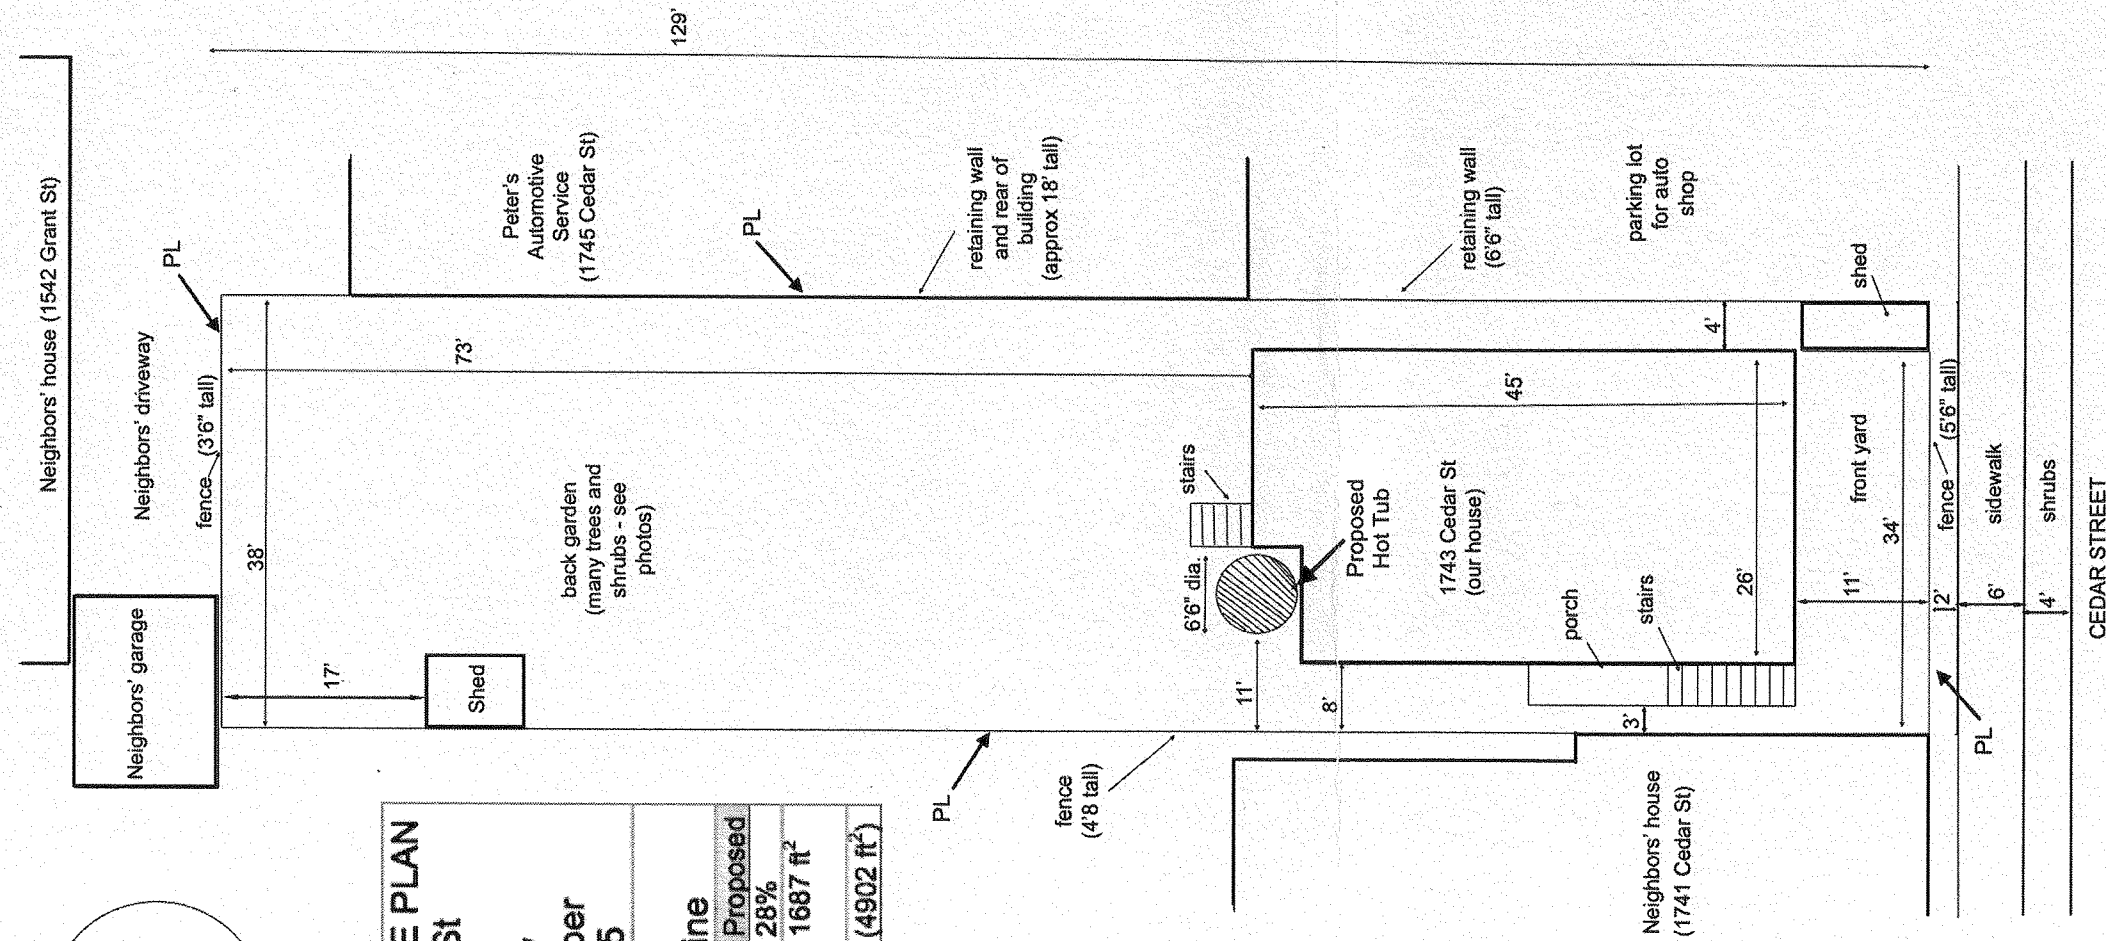 129'
Neighbors' house (1542 Grant St)
PL
Neighbors' driveway
fence (3'6" tall)
Neighbors' garage
38'
17'
Shed
73'
back garden
(many trees and
shrubs - see
photos)
Peter's
Automotive
Service
(1745 Cedar St)
PL
retaining wall
and rear of
building
(approx 18' tall)
retaining wall
(6'6" tall)
parking lot
for auto
shop
shed
4'
stairs
6'6" dia.
Proposed
Hot Tub
45'
1743 Cedar St
(our house)
26'
porch
stairs
11'
8'
3'
PL
fence
(4'8 tall)
Neighbors' house
(1741 Cedar St)
front yard
34'
11'
fence (5'6" tall)
2'
sidewalk
6'
shrubs
4'
PL
CEDAR STREET
E PLAN
St
per
5
ine
Proposed
28%
1687 ft²
(4902 ft²)